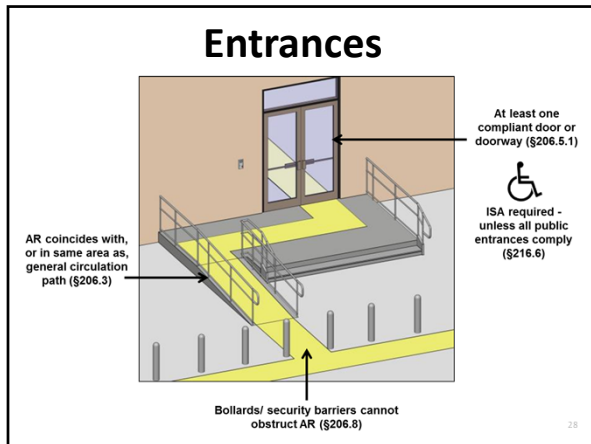 Entrances
At least one
compliant door or
doorway (§206.5.1)
ISA required -
unless all public
entrances comply
(§216.6)
AR coincides with,
or in same area as,
general circulation
path (§206.3)
Bollards/ security barriers cannot
obstruct AR (§206.8)
28